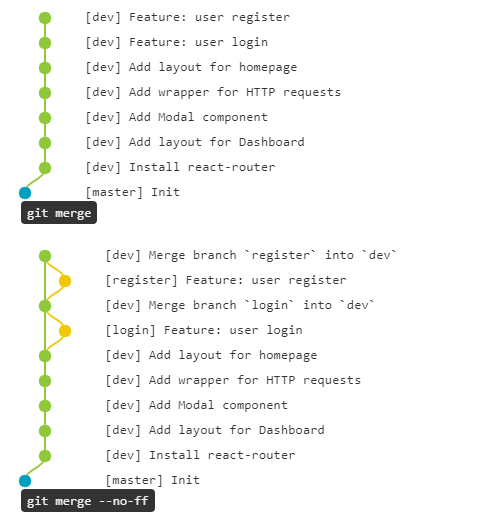 [dev] Feature: user register
[dev] Feature: user login
[dev] Add layout for homepage
[dev] Add wrapper for HTTP requests
[dev] Add Modal component
[dev] Add layout for Dashboard
[dev] Install react-router
[master] Init
git merge
[dev] Merge branch `register` into `dev`
[register] Feature: user register
[dev] Merge branch `login` into `dev`
[login] Feature: user login
[dev] Add layout for homepage
[dev] Add wrapper for HTTP requests
[dev] Add Modal component
[dev] Add layout for Dashboard
[dev] Install react-router
[master] Init
git merge --no-ff